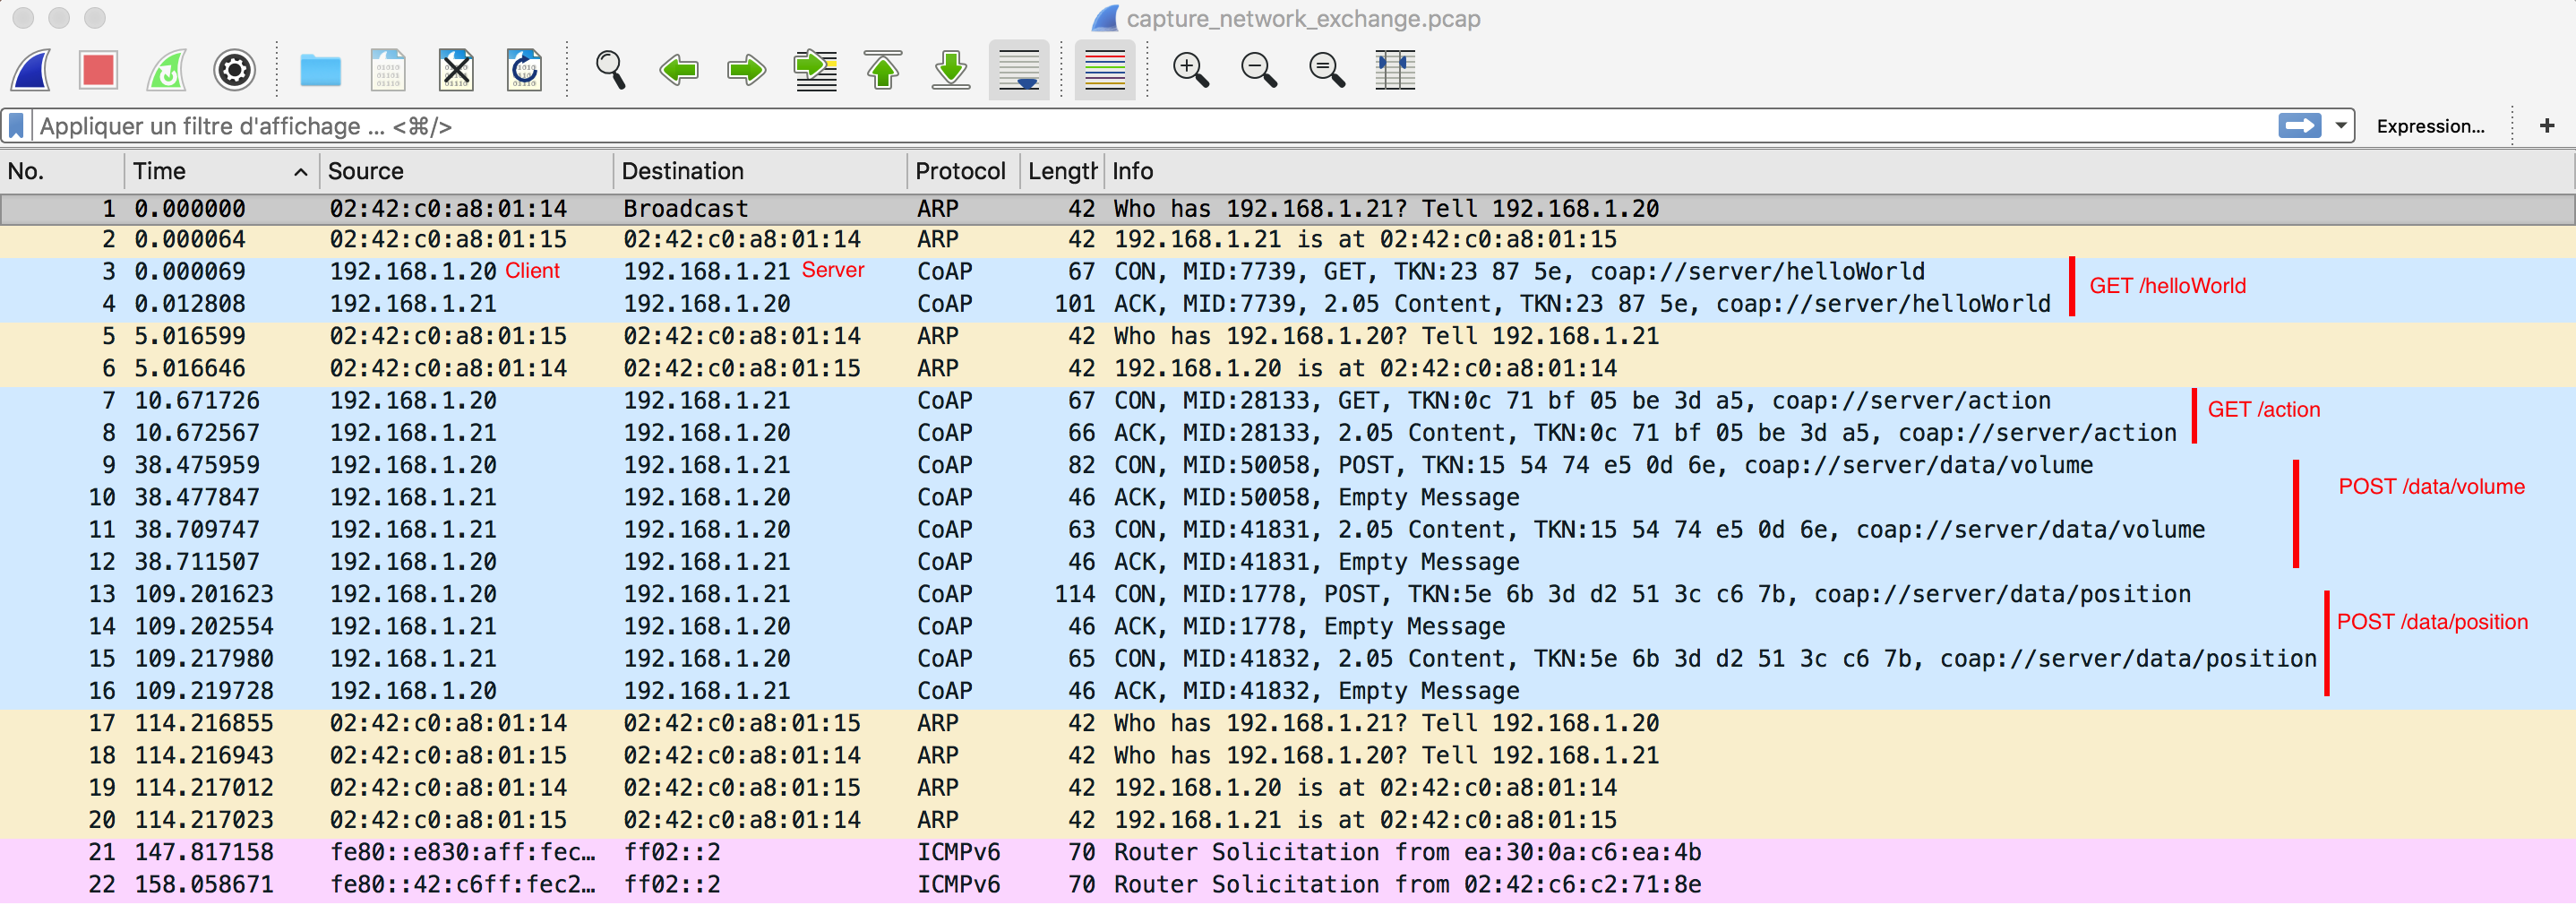 capture_network_exchange.pcap
Appliquer un filtre d'affichage ... <⌘/> Expression... +
No. Time Source Destination Protocol Length Info
1 0.000000 02:42:c0:a8:01:14 Broadcast ARP 42 Who has 192.168.1.21? Tell 192.168.1.20
2 0.000064 02:42:c0:a8:01:15 02:42:c0:a8:01:14 ARP 42 192.168.1.21 is at 02:42:c0:a8:01:15
3 0.000069 192.168.1.20 Client 192.168.1.21 Server CoAP 67 CON, MID:7739, GET, TKN:23 87 5e, coap://server/helloWorld
GET /helloWorld
4 0.012808 192.168.1.21 192.168.1.20 CoAP 101 ACK, MID:7739, 2.05 Content, TKN:23 87 5e, coap://server/helloWorld
5 5.016599 02:42:c0:a8:01:15 02:42:c0:a8:01:14 ARP 42 Who has 192.168.1.20? Tell 192.168.1.21
6 5.016646 02:42:c0:a8:01:14 02:42:c0:a8:01:15 ARP 42 192.168.1.20 is at 02:42:c0:a8:01:14
7 10.671726 192.168.1.20 192.168.1.21 CoAP 67 CON, MID:28133, GET, TKN:0c 71 bf 05 be 3d a5, coap://server/action
GET /action
8 10.672567 192.168.1.21 192.168.1.20 CoAP 66 ACK, MID:28133, 2.05 Content, TKN:0c 71 bf 05 be 3d a5, coap://server/action
9 38.475959 192.168.1.20 192.168.1.21 CoAP 82 CON, MID:50058, POST, TKN:15 54 74 e5 0d 6e, coap://server/data/volume
POST /data/volume
10 38.477847 192.168.1.21 192.168.1.20 CoAP 46 ACK, MID:50058, Empty Message
11 38.709747 192.168.1.21 192.168.1.20 CoAP 63 CON, MID:41831, 2.05 Content, TKN:15 54 74 e5 0d 6e, coap://server/data/volume
12 38.711507 192.168.1.20 192.168.1.21 CoAP 46 ACK, MID:41831, Empty Message
13 109.201623 192.168.1.20 192.168.1.21 CoAP 114 CON, MID:1778, POST, TKN:5e 6b 3d d2 51 3c c6 7b, coap://server/data/position
POST /data/position
14 109.202554 192.168.1.21 192.168.1.20 CoAP 46 ACK, MID:1778, Empty Message
15 109.217980 192.168.1.21 192.168.1.20 CoAP 65 CON, MID:41832, 2.05 Content, TKN:5e 6b 3d d2 51 3c c6 7b, coap://server/data/position
16 109.219728 192.168.1.20 192.168.1.21 CoAP 46 ACK, MID:41832, Empty Message
17 114.216855 02:42:c0:a8:01:14 02:42:c0:a8:01:15 ARP 42 Who has 192.168.1.21? Tell 192.168.1.20
18 114.216943 02:42:c0:a8:01:15 02:42:c0:a8:01:14 ARP 42 Who has 192.168.1.20? Tell 192.168.1.21
19 114.217012 02:42:c0:a8:01:14 02:42:c0:a8:01:15 ARP 42 192.168.1.20 is at 02:42:c0:a8:01:14
20 114.217023 02:42:c0:a8:01:15 02:42:c0:a8:01:14 ARP 42 192.168.1.21 is at 02:42:c0:a8:01:15
21 147.817158 fe80::e830:aff:fec… ff02::2 ICMPv6 70 Router Solicitation from ea:30:0a:c6:ea:4b
22 158.058671 fe80::42:c6ff:fec2… ff02::2 ICMPv6 70 Router Solicitation from 02:42:c6:c2:71:8e